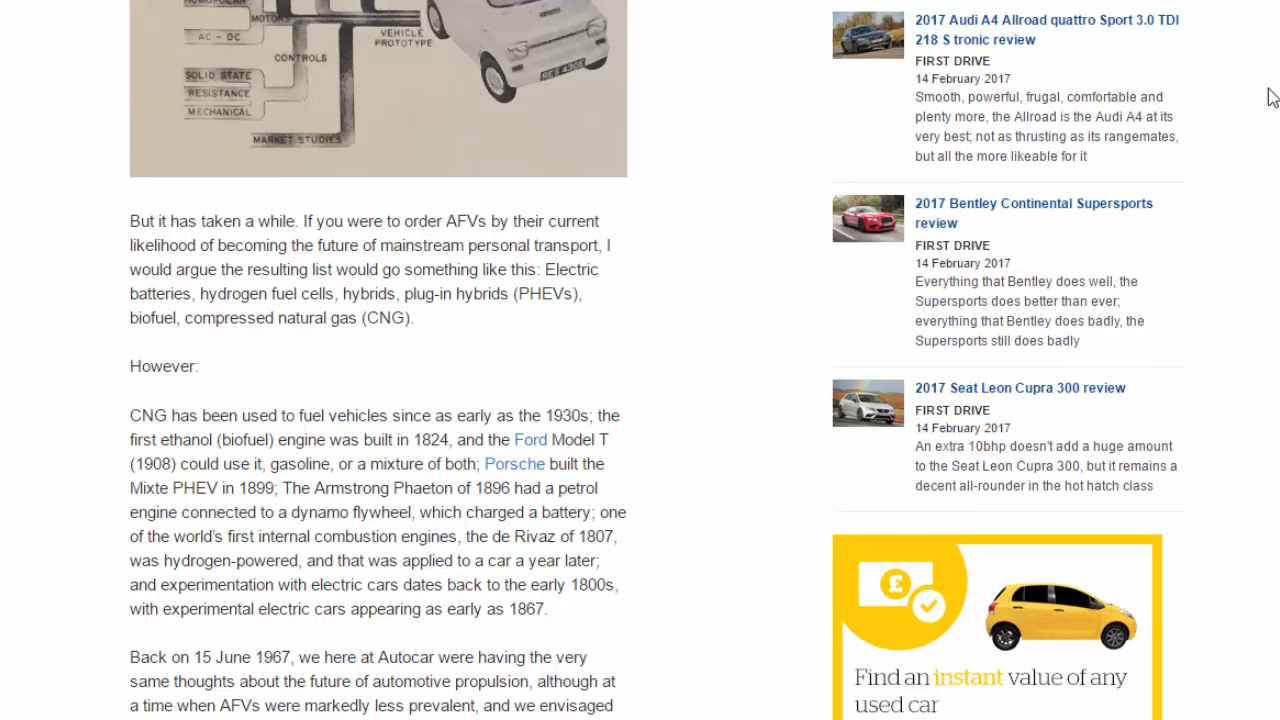 HOMOPOLAR
MOTORS
AC - DC
VEHICLE
PROTOTYPE
CONTROLS
SOLID STATE
RESISTANCE
MECHANICAL
MARKET STUDIES
But it has taken a while. If you were to order AFVs by their current
likelihood of becoming the future of mainstream personal transport, I
would argue the resulting list would go something like this: Electric
batteries, hydrogen fuel cells, hybrids, plug-in hybrids (PHEVs),
biofuel, compressed natural gas (CNG).
However:
CNG has been used to fuel vehicles since as early as the 1930s; the
first ethanol (biofuel) engine was built in 1824, and the Ford Model T
(1908) could use it, gasoline, or a mixture of both; Porsche built the
Mixte PHEV in 1899; The Armstrong Phaeton of 1896 had a petrol
engine connected to a dynamo flywheel, which charged a battery; one
of the world's first internal combustion engines, the de Rivaz of 1807,
was hydrogen-powered, and that was applied to a car a year later;
and experimentation with electric cars dates back to the early 1800s,
with experimental electric cars appearing as early as 1867.
Back on 15 June 1967, we here at Autocar were having the very
same thoughts about the future of automotive propulsion, although at
a time when AFVs were markedly less prevalent, and we envisaged
2017 Audi A4 Allroad quattro Sport 3.0 TDI
218 S tronic review
FIRST DRIVE
14 February 2017
Smooth, powerful, frugal, comfortable and
plenty more, the Allroad is the Audi A4 at its
very best; not as thrusting as its rangemates,
but all the more likeable for it
2017 Bentley Continental Supersports
review
FIRST DRIVE
14 February 2017
Everything that Bentley does well, the
Supersports does better than ever;
everything that Bentley does badly, the
Supersports still does badly
2017 Seat Leon Cupra 300 review
FIRST DRIVE
14 February 2017
An extra 10bhp doesn't add a huge amount
to the Seat Leon Cupra 300, but it remains a
decent all-rounder in the hot hatch class
£
Find an instant value of any
used car